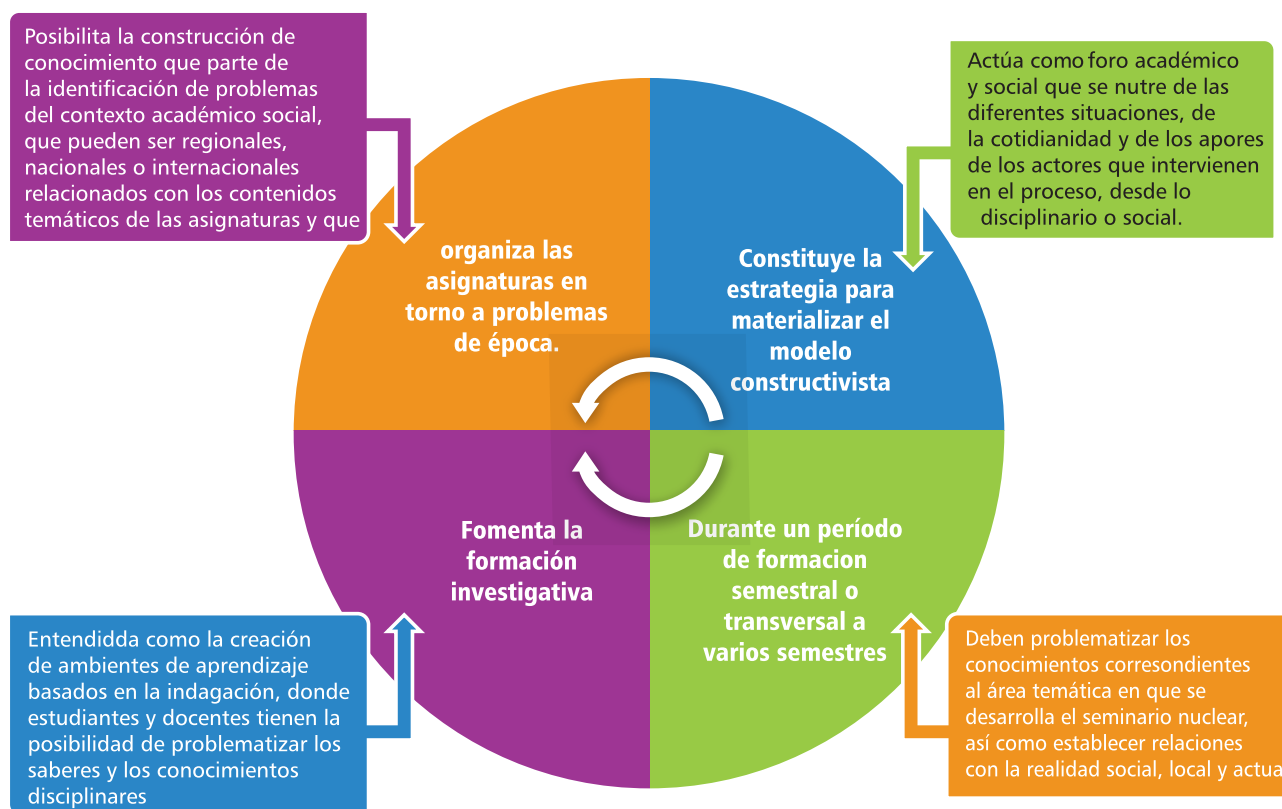 Posibilita la construcción de
conocimiento que parte de
la identificación de problemas
del contexto académico social,
que pueden ser regionales,
nacionales o internacionales
relacionados con los contenidos
temáticos de las asignaturas y que
Actúa como foro académico
y social que se nutre de las
diferentes situaciones, de
la cotidianidad y de los apores
de los actores que intervienen
en el proceso, desde lo
disciplinario o social.
organiza las
asignaturas en
torno a problemas
de época.
Constituye la
estrategia para
materializar el
modelo
constructivista
Fomenta la
formación
investigativa
Durante un período
de formacion
semestral o
transversal a
varios semestres
Entendidda como la creación
de ambientes de aprendizaje
basados en la indagación, donde
estudiantes y docentes tienen la
posibilidad de problematizar los
saberes y los conocimientos
disciplinares
Deben problematizar los
conocimientos corresondientes
al área temática en que se
desarrolla el seminario nuclear,
así como establecer relaciones
con la realidad social, local y actua